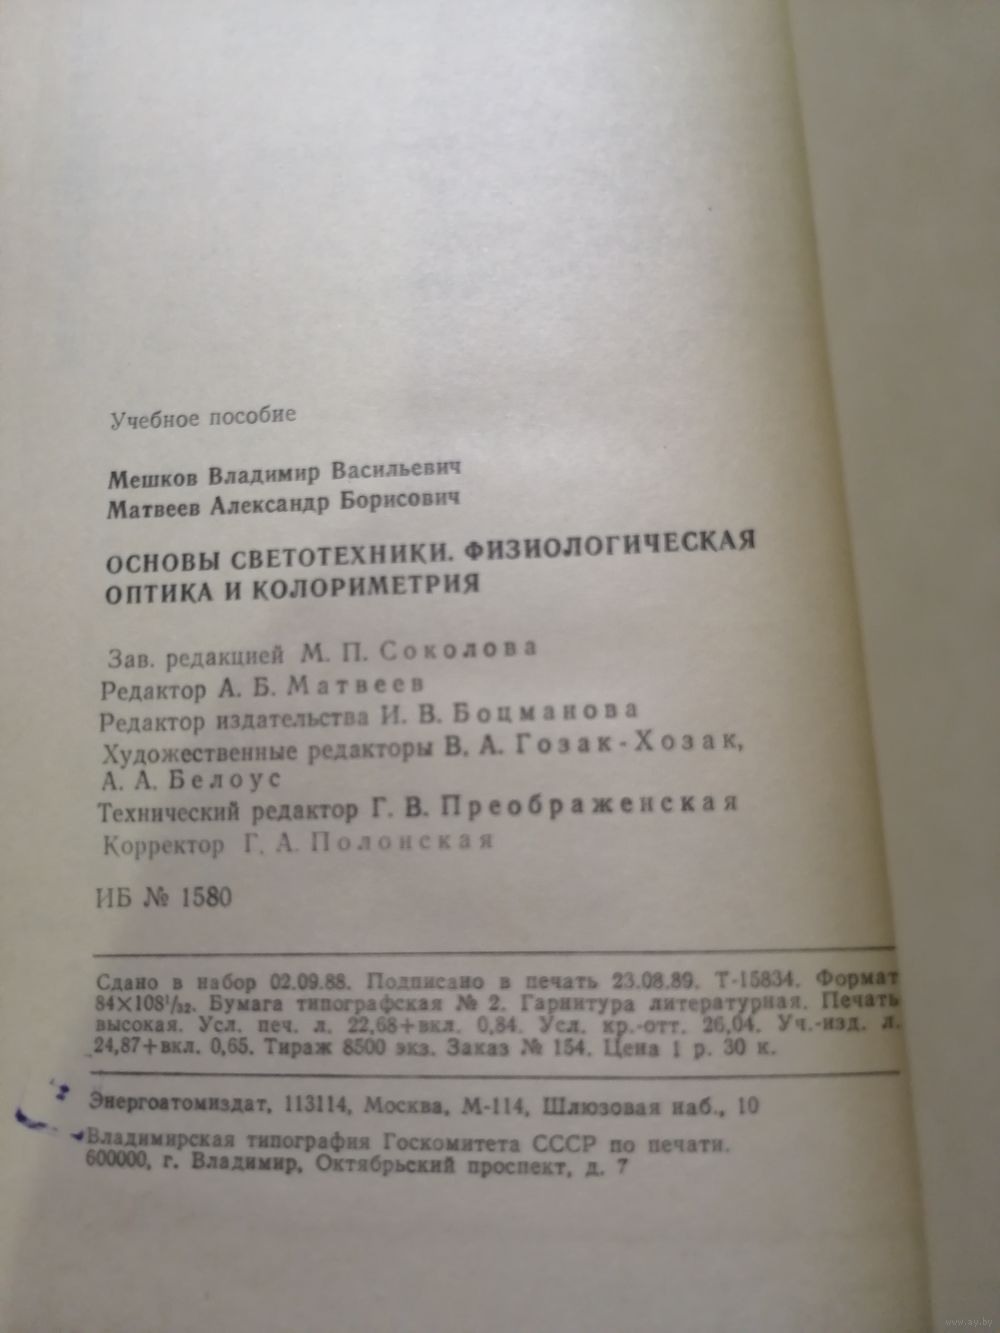 Учебное пособие
Мешков Владимир Васильевич
Матвеев Александр Борисович
ОСНОВЫ СВЕТОТЕХНИКИ. ФИЗИОЛОГИЧЕСКАЯ
ОПТИКА И КОЛОРИМЕТРИЯ
Зав. редакцией М. П. Соколова
Редактор А. Б. Матвеев
Редактор издательства И. В. Боцманова
Художественные редакторы В. А. Гозак-Хозак,
А. А. Белоус
Технический редактор Г. В. Преображенская
Корректор Г. А. Полонская
ИБ № 1580
Сдано в набор 02.09.88. Подписано в печать 23.08.89. Т-15834. Формат
84×108¹/₃₂. Бумага типографская № 2. Гарнитура литературная. Печать
высокая. Усл. печ. л. 22,68+вкл. 0,84. Усл. кр.-отт. 26,04. Уч.-изд. л.
24,87+вкл. 0,65. Тираж 8500 экз. Заказ № 154. Цена 1 р. 30 к.
Энергоатомиздат, 113114, Москва, М-114, Шлюзовая наб., 10
Владимирская типография Госкомитета СССР по печати.
600000, г. Владимир, Октябрьский проспект, д. 7
www.ay.by